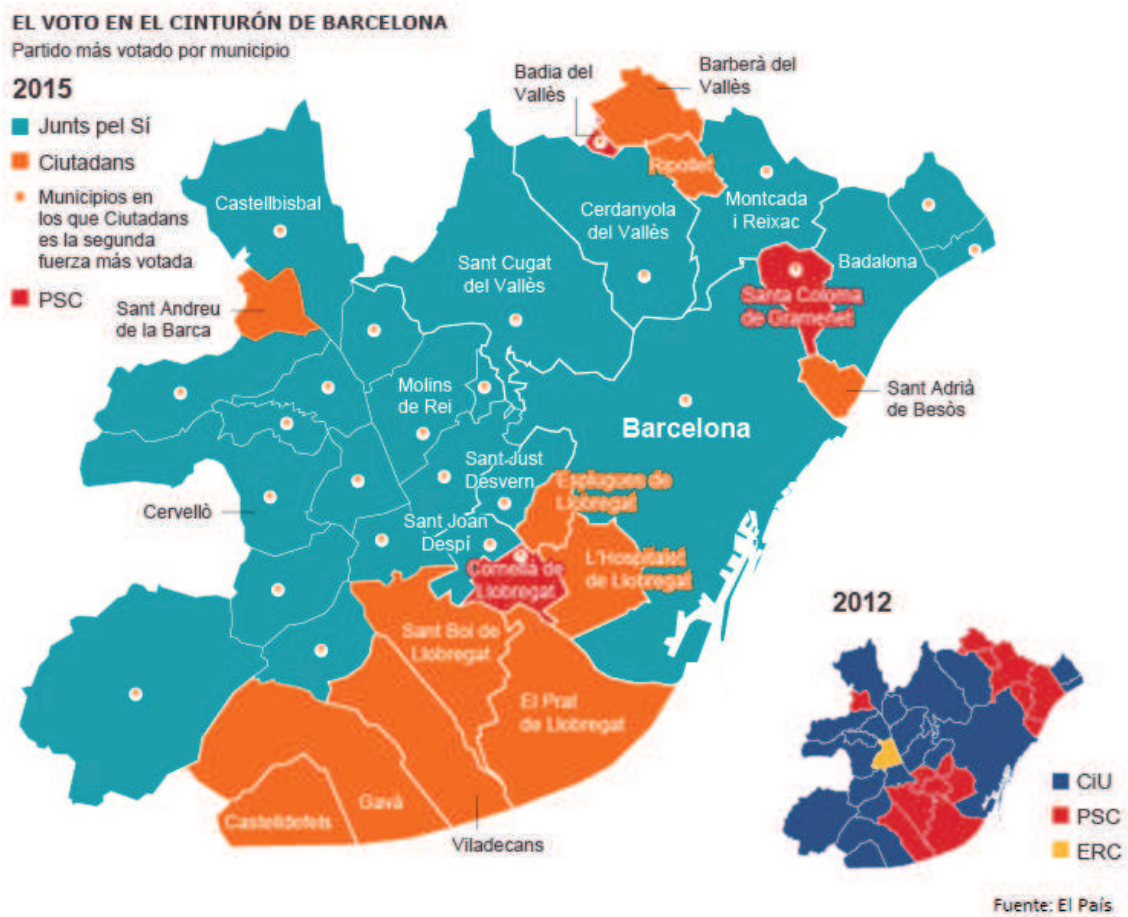 EL VOTO EN EL CINTURÓN DE BARCELONA
Partido más votado por municipio
2015
Junts pel Sí
Ciutadans
Municipios en
los que Ciutadans
es la segunda
fuerza más votada
PSC
Badia del
Vallès
Barberà del
Vallès
Ripollet
Castellbisbal
Cerdanyola
del Vallès
Montcada
i Reixac
Sant Cugat
del Vallès
Badalona
Santa Coloma
de Gramenet
Sant Andreu
de la Barca
Molins
de Rei
Sant Adrià
de Besòs
Barcelona
Sant Just
Desvern
Esplugues de
Llobregat
Cervellò
Sant Joan
Despí
L'Hospitalet
de Llobregat
Cornellà de
Llobregat
Sant Boi de
Llobregat
El Prat
de Llobregat
Gavà
Castelldefels
Viladecans
2012
CiU
PSC
ERC
Fuente: El País